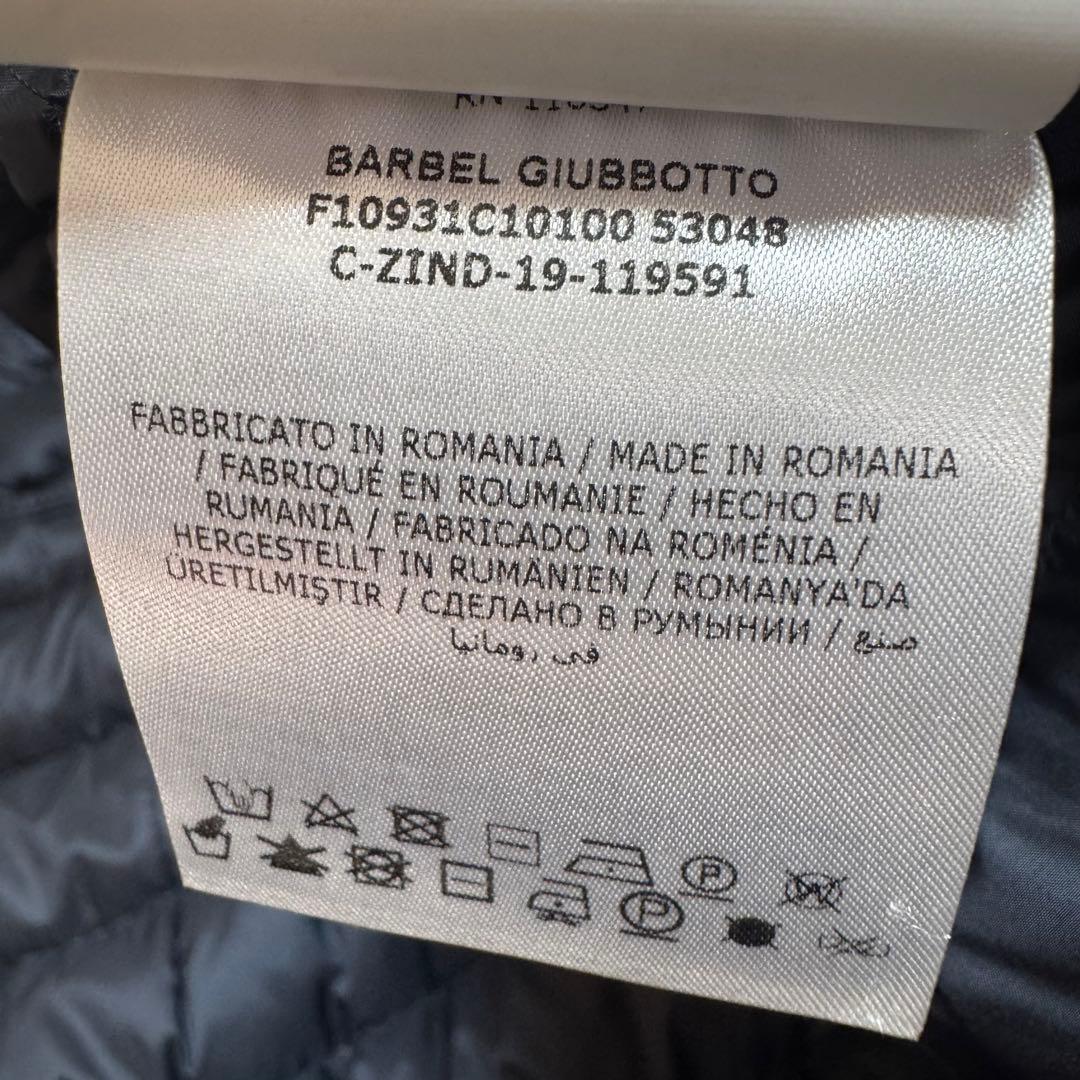 BARBEL GIUBBOTTO
F10931C10100 53048
C-ZIND-19-119591
FABBRICATO IN ROMANIA / MADE IN ROMANIA
/ FABRIQUÉ EN ROUMANIE / HECHO EN
RUMANIA / FABRICADO NA ROMÉNIA /
HERGESTELLT IN RUMÄNIEN / ROMANYA'DA
ÜRETILMIŞTIR / СДЕЛАНО В РУМЫНИИ / صنع
في رومانيا